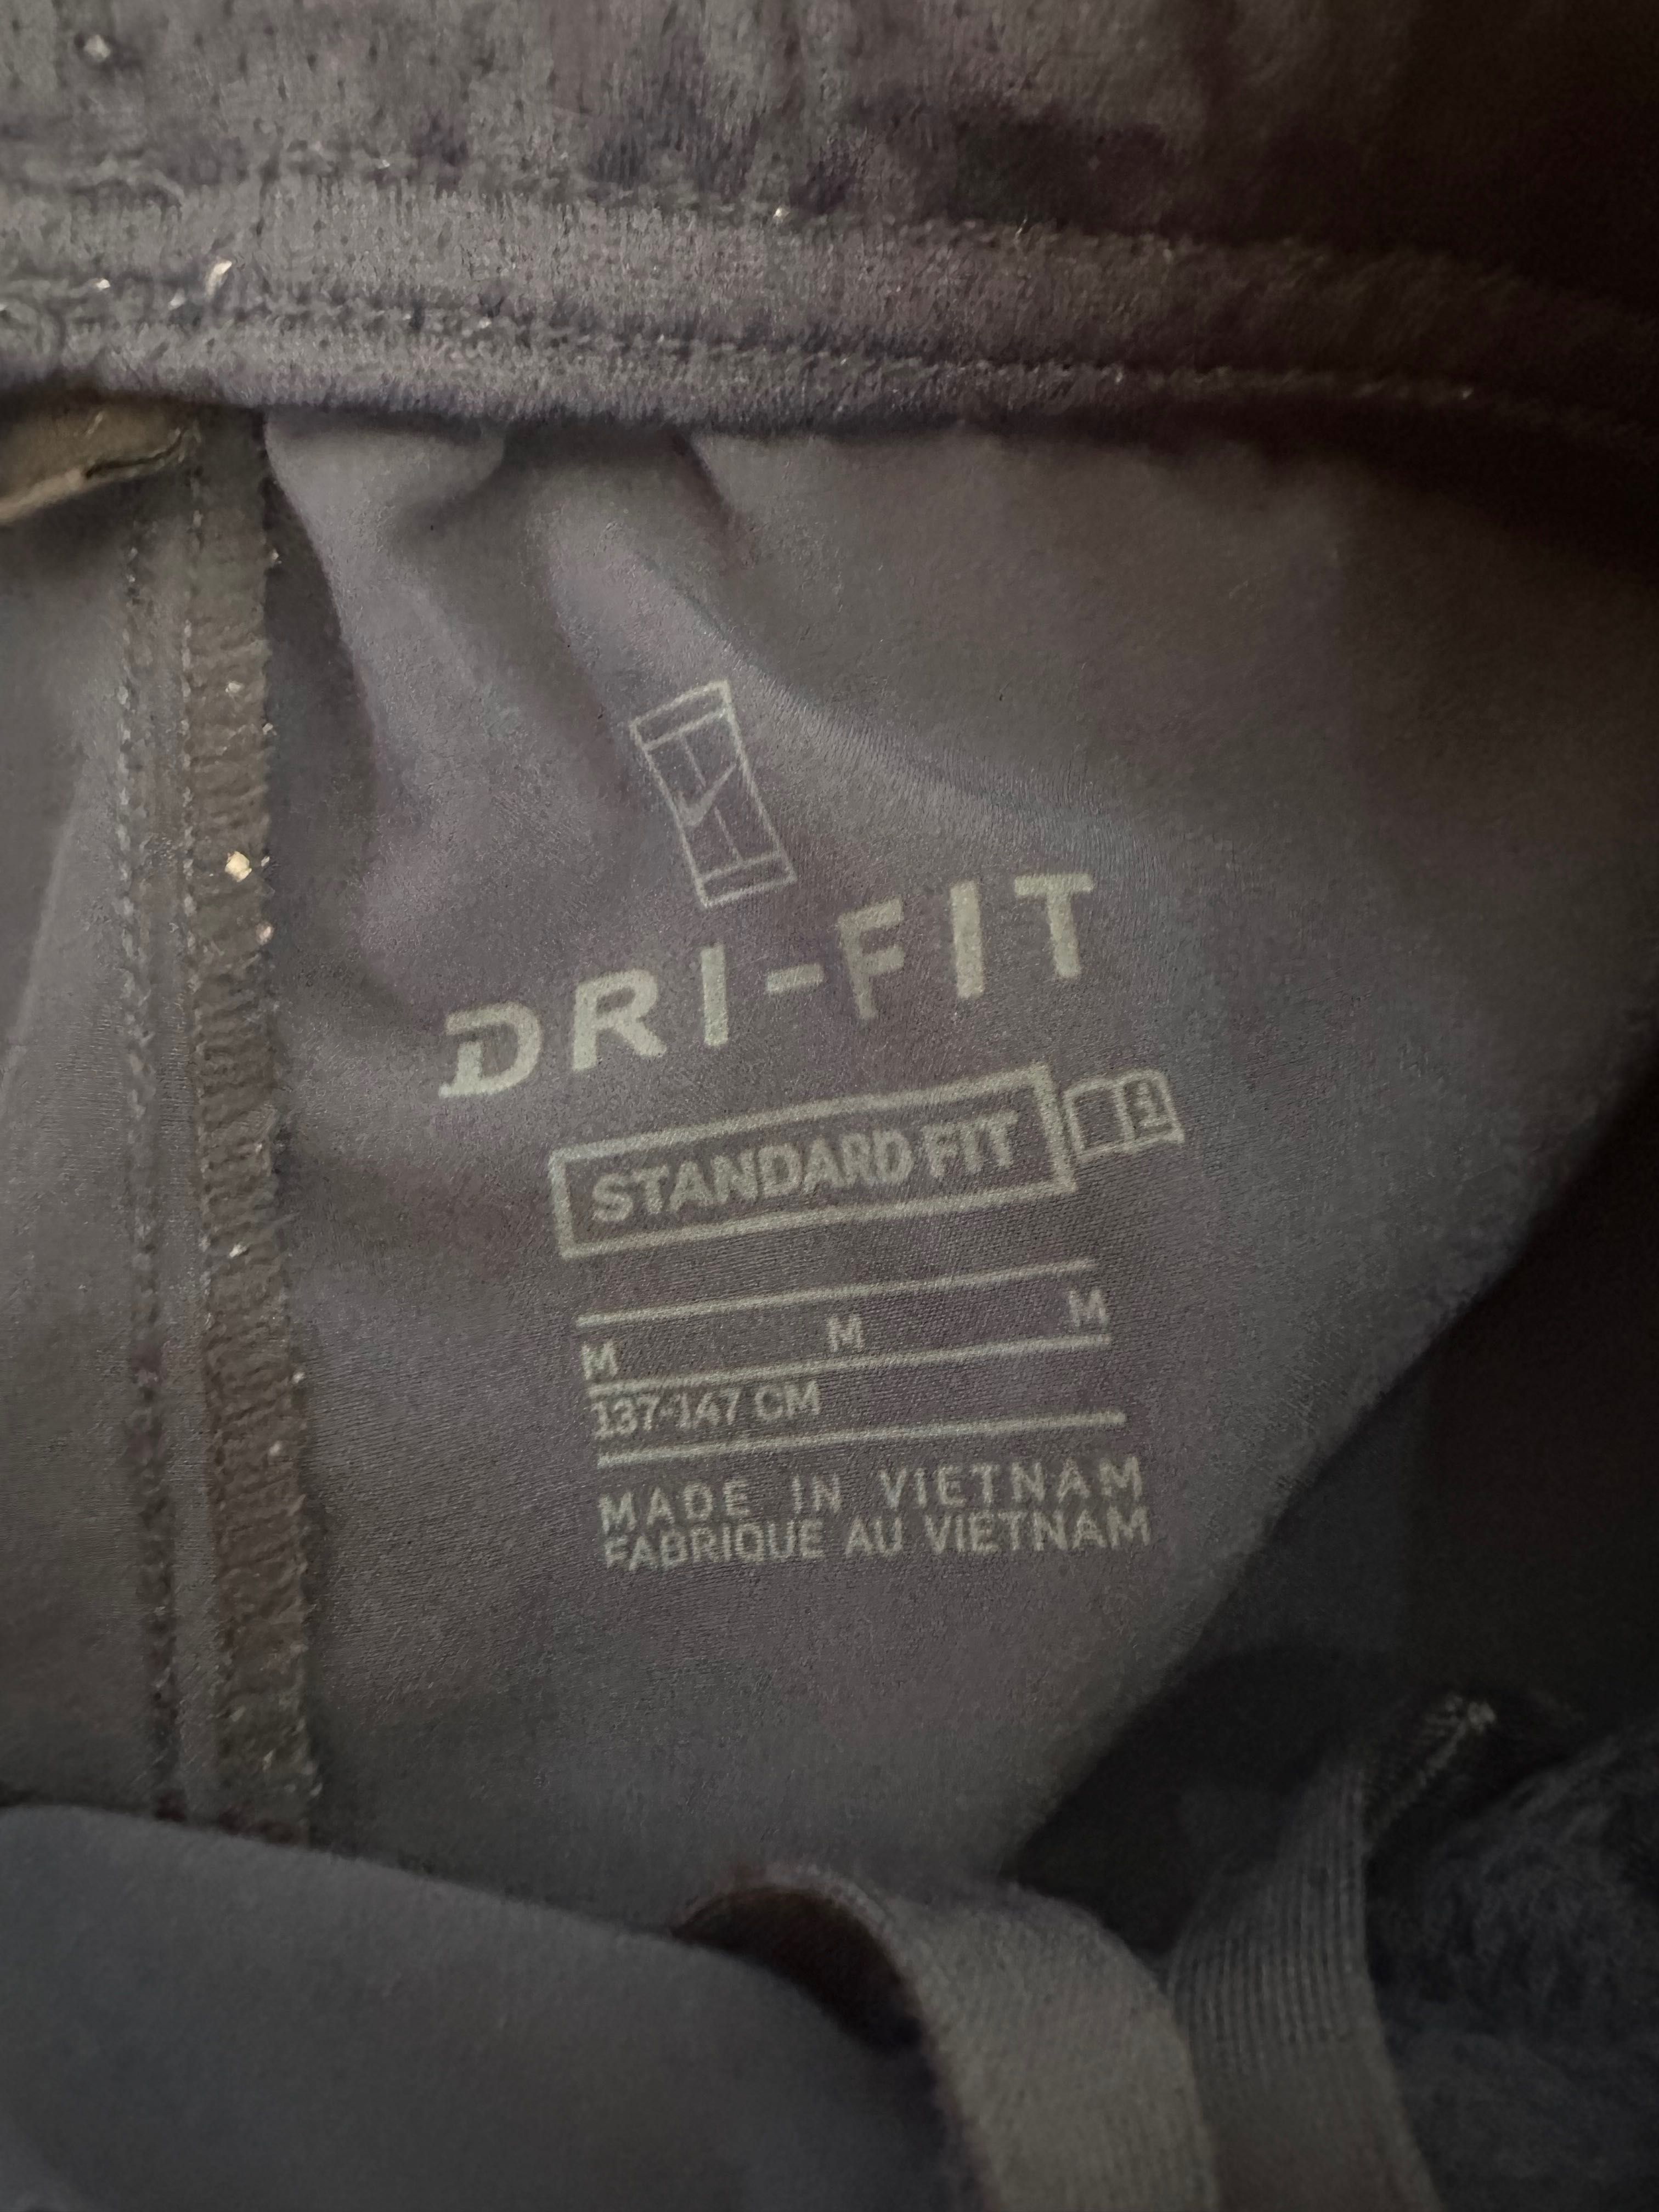 DRI-FIT
STANDARD FIT
M M M
137-147 CM
MADE IN VIETNAM
FABRIQUE AU VIETNAM